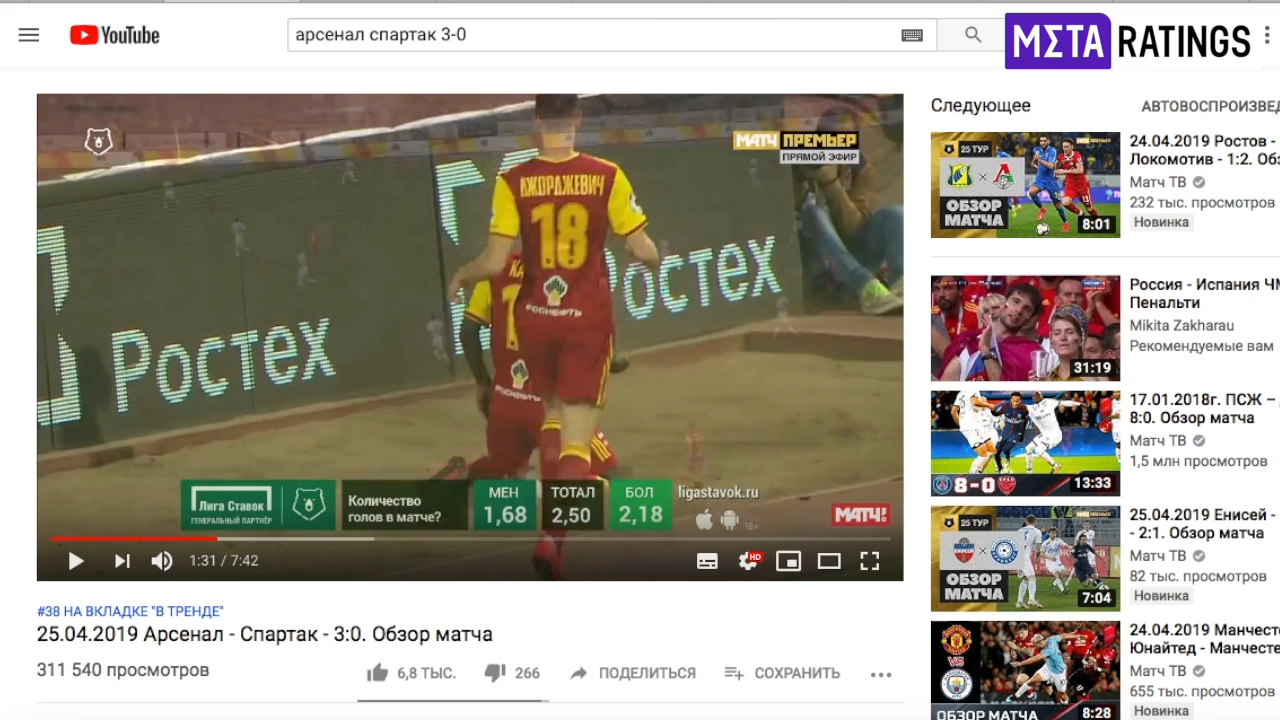 YouTube
арсенал спартак 3-0
МΣТА RATINGS
МАТЧ ПРЕМЬЕР
ПРЯМОЙ ЭФИР
ДЖОРДЖЕВИЧ
18
РОСНЕФТЬ
КА
РОСНЕФТЬ
Ростех
Ростех
Лига Ставок
ГЕНЕРАЛЬНЫЙ ПАРТНЁР
Количество
голов в матче?
МЕН
1,68
ТОТАЛ
2,50
БОЛ
2,18
ligastavok.ru
18+
МАТЧ!
1:31 / 7:42
HD
#38 НА ВКЛАДКЕ "В ТРЕНДЕ"
25.04.2019 Арсенал - Спартак - 3:0. Обзор матча
311 540 просмотров
6,8 ТЫС.
266
ПОДЕЛИТЬСЯ
СОХРАНИТЬ
Следующее
АВТОВОСПРОИЗВЕД
25 ТУР
ОБЗОР
МАТЧА
8:01
24.04.2019 Ростов -
Локомотив - 1:2. Обз
Матч ТВ
232 тыс. просмотров
Новинка
31:19
Россия - Испания ЧМ
Пенальти
Mikita Zakharau
Рекомендуемые вам
8-0
13:33
17.01.2018г. ПСЖ –
8:0. Обзор матча
Матч ТВ
1,5 млн просмотров
25 ТУР
ОБЗОР
МАТЧА
7:04
25.04.2019 Енисей -
- 2:1. Обзор матча
Матч ТВ
82 тыс. просмотров
Новинка
VS
ОБЗОР МАТЧА
8:28
24.04.2019 Манчесте
Юнайтед - Манчесте
Матч ТВ
655 тыс. просмотров
Новинка